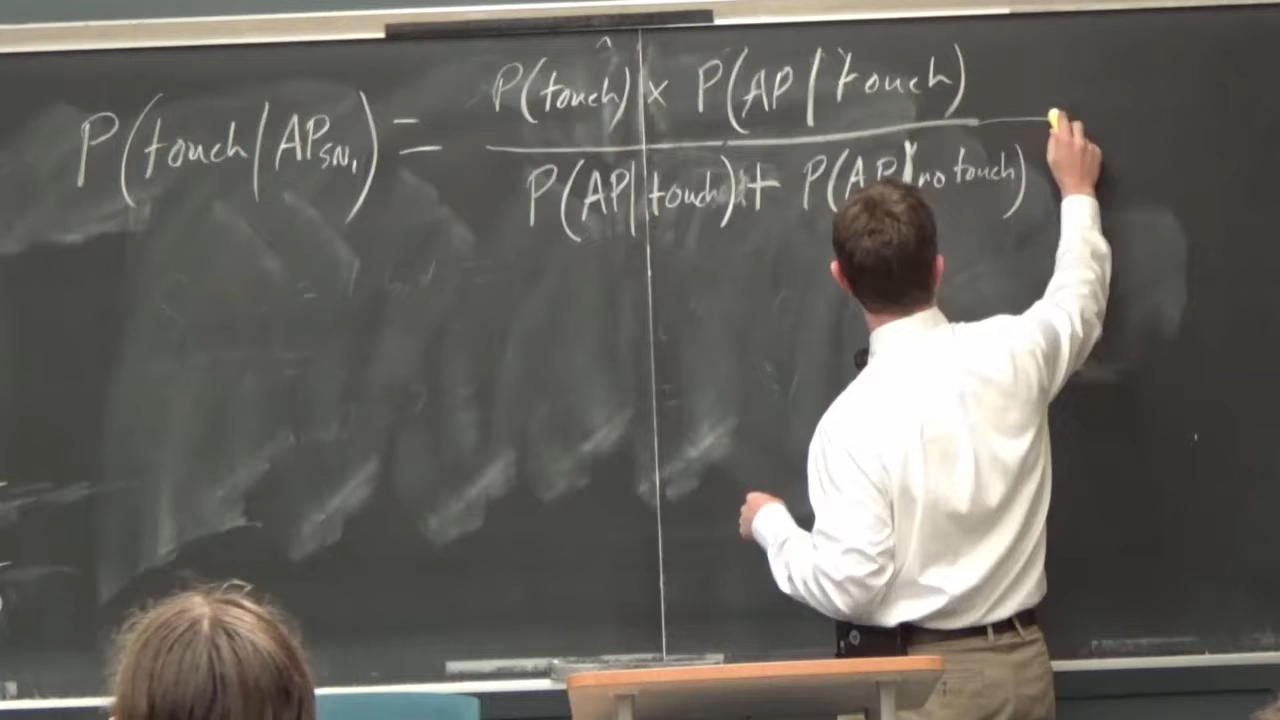 P(touch|AP_SN₁) = P(touch) x P(AP|touch)
P(AP|touch) + P(AP|no touch)